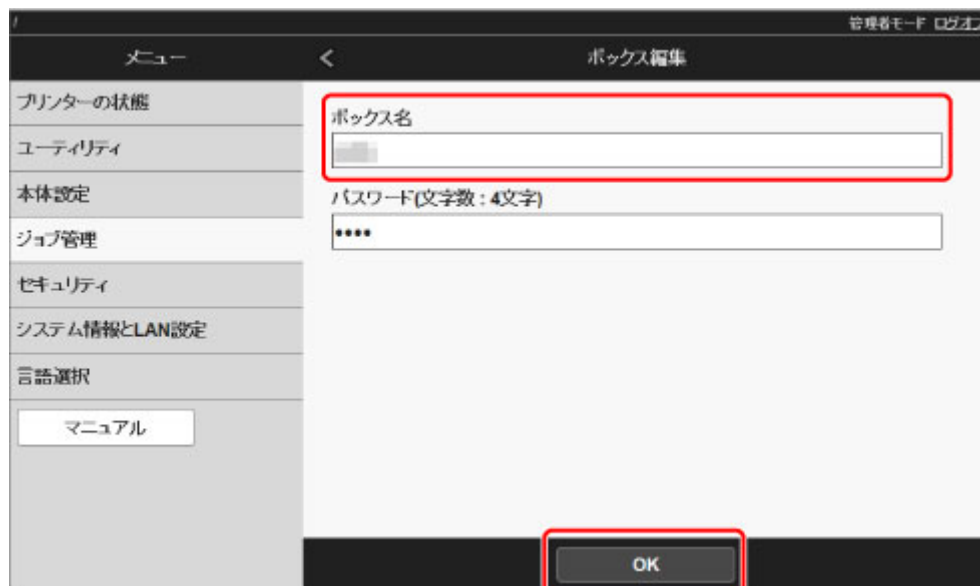 /
管理者モード ログオフ
メニュー
<
ボックス編集
プリンターの状態
ユーティリティ
本体設定
ジョブ管理
セキュリティ
システム情報とLAN設定
言語選択
マニュアル
ボックス名
パスワード(文字数 : 4文字)
••••
OK